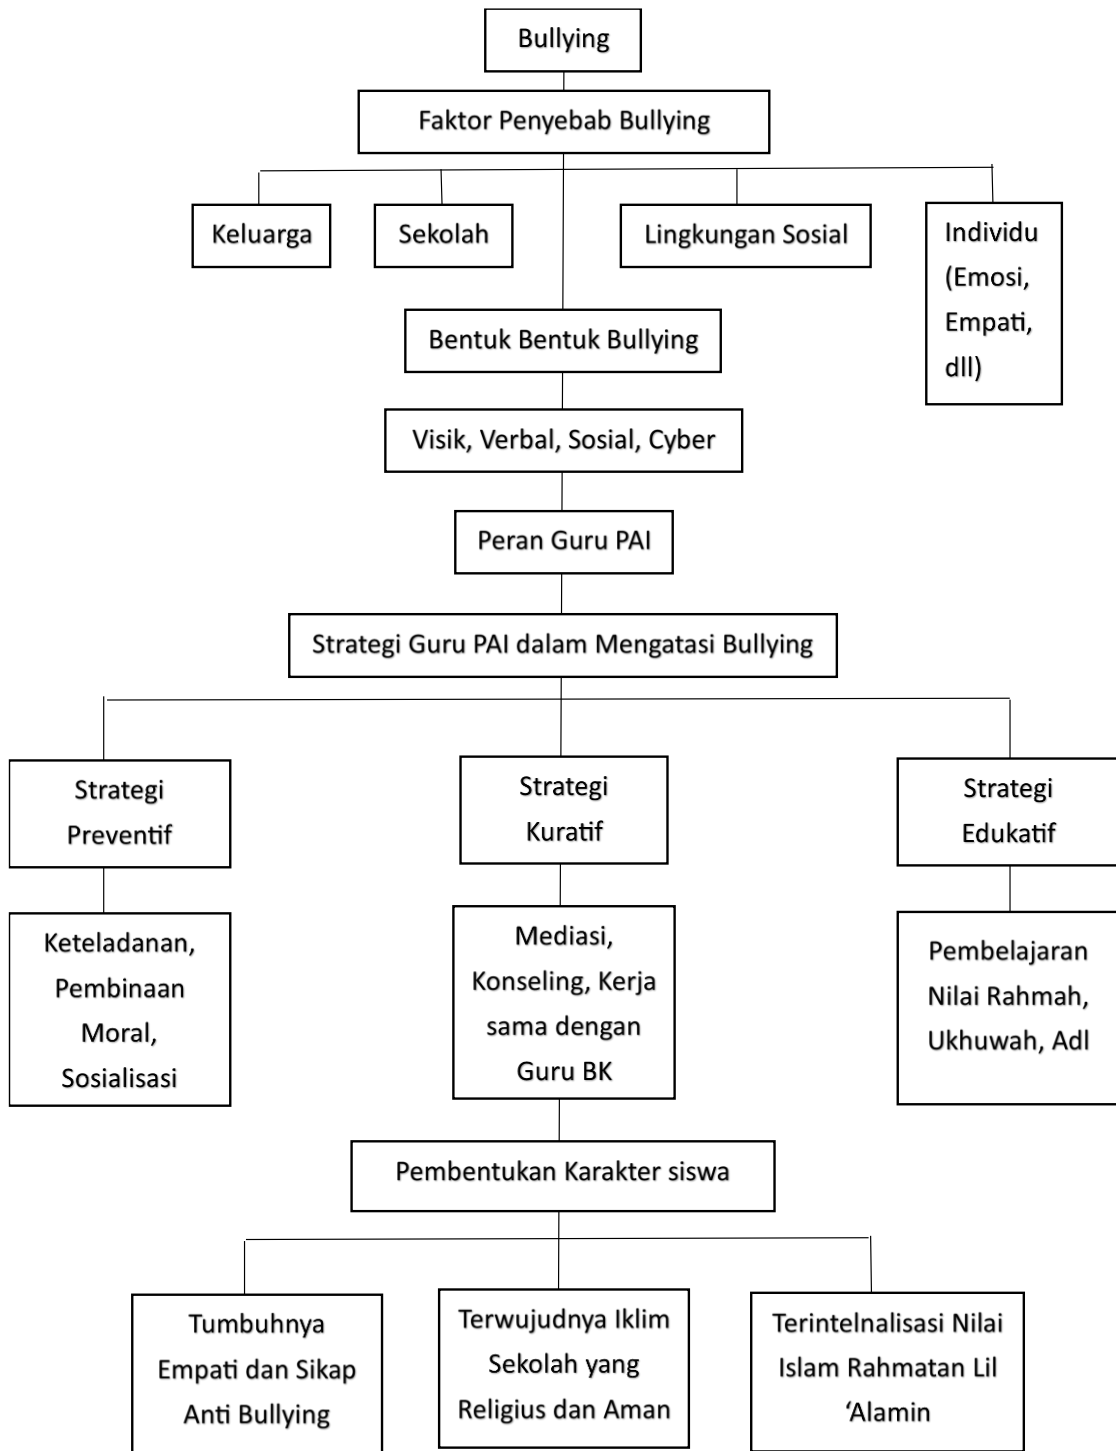 Bullying
Faktor Penyebab Bullying
Keluarga
Sekolah
Lingkungan Sosial
Individu
(Emosi,
Empati,
dll)
Bentuk Bentuk Bullying
Visik, Verbal, Sosial, Cyber
Peran Guru PAI
Strategi Guru PAI dalam Mengatasi Bullying
Strategi
Preventif
Strategi
Kuratif
Strategi
Edukatif
Keteladanan,
Pembinaan
Moral,
Sosialisasi
Mediasi,
Konseling, Kerja
sama dengan
Guru BK
Pembelajaran
Nilai Rahmah,
Ukhuwah, Adl
Pembentukan Karakter siswa
Tumbuhnya
Empati dan Sikap
Anti Bullying
Terwujudnya Iklim
Sekolah yang
Religius dan Aman
Terintelnalisasi Nilai
Islam Rahmatan Lil
‘Alamin